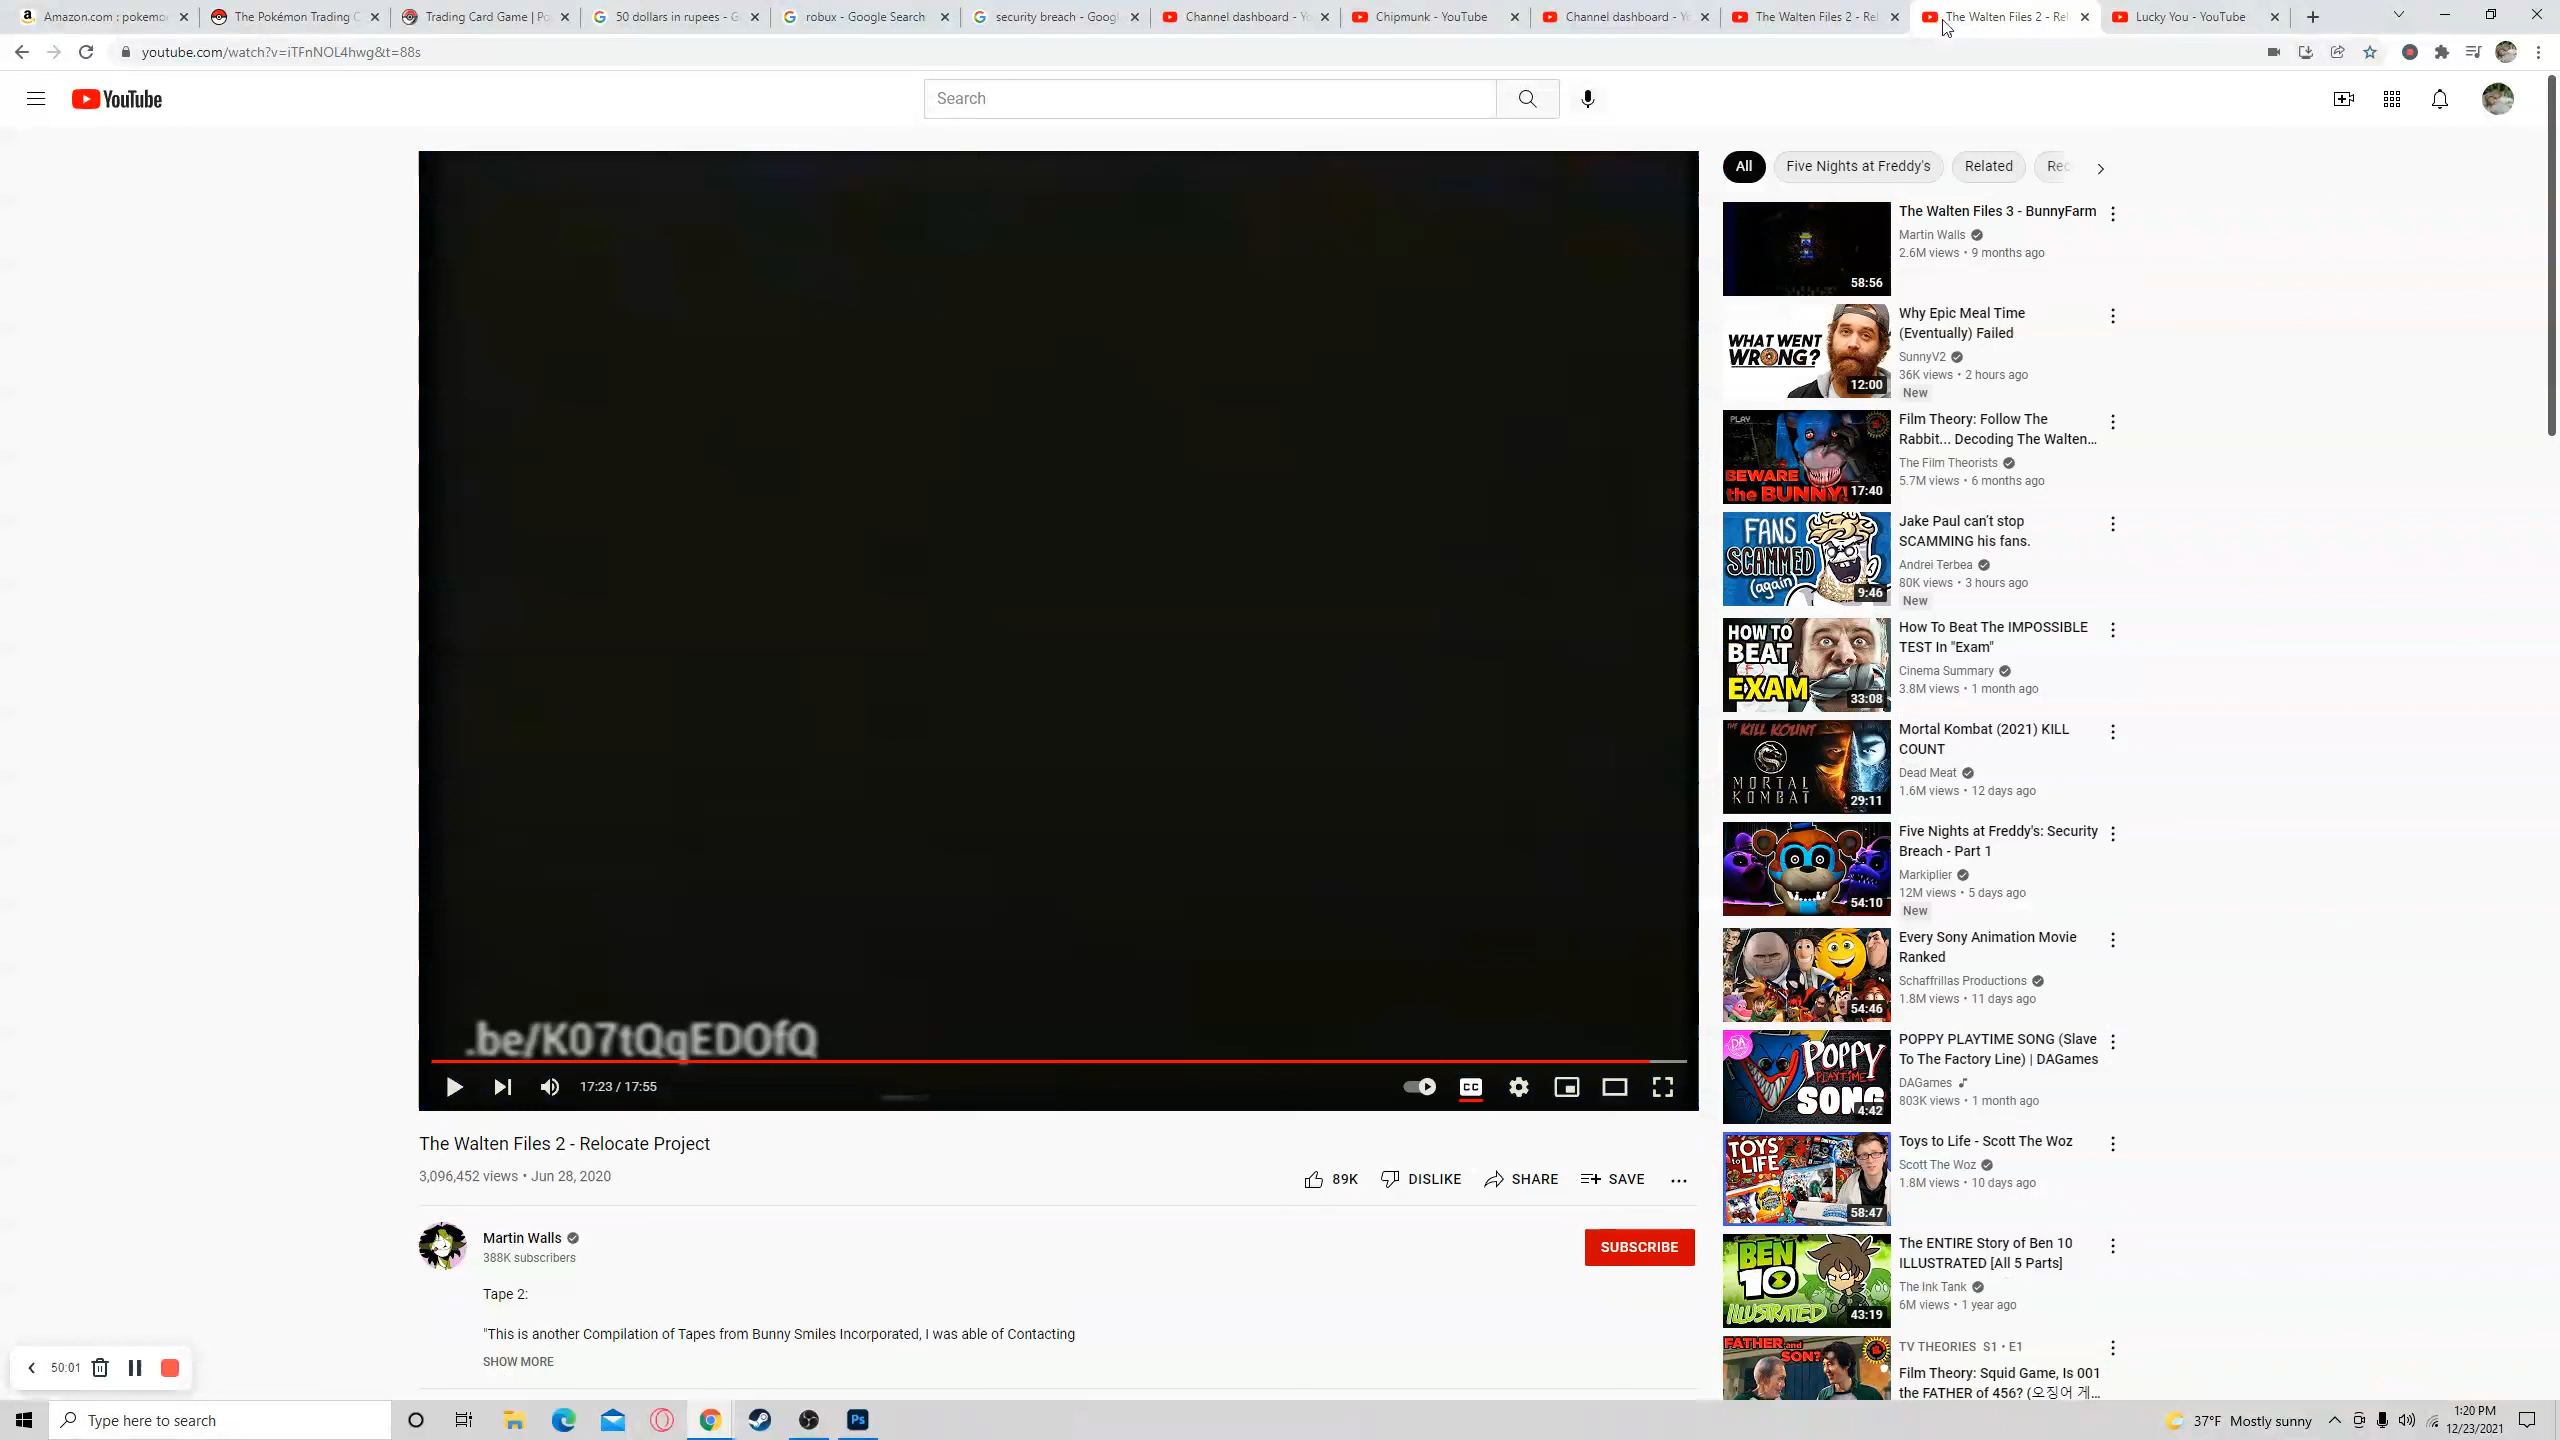 Amazon.com : pokemo
The Pokémon Trading C
Trading Card Game | Po
50 dollars in rupees - G
robux - Google Search
security breach - Googl
Channel dashboard - Yo
Chipmunk - YouTube
Channel dashboard - Yo
The Walten Files 2 - Rel
The Walten Files 2 - Rel
Lucky You - YouTube
youtube.com/watch?v=iTFnNOL4hwg&t=88s
YouTube
Search
.be/K07tQqEDOfQ
17:23 / 17:55
CC
The Walten Files 2 - Relocate Project
3,096,452 views • Jun 28, 2020
89K
DISLIKE
SHARE
SAVE
Martin Walls
388K subscribers
SUBSCRIBE
Tape 2:
"This is another Compilation of Tapes from Bunny Smiles Incorporated, I was able of Contacting
SHOW MORE
All
Five Nights at Freddy's
Related
Rec
58:56
The Walten Files 3 - BunnyFarm
Martin Walls
2.6M views • 9 months ago
WHAT WENT
WRONG?
12:00
Why Epic Meal Time
(Eventually) Failed
SunnyV2
36K views • 2 hours ago
New
PLAY
BEWARE
the BUNNY!
17:40
Film Theory: Follow The
Rabbit... Decoding The Walten...
The Film Theorists
5.7M views • 6 months ago
FANS
SCAMMED
(again)
9:46
Jake Paul can't stop
SCAMMING his fans.
Andrei Terbea
80K views • 3 hours ago
New
HOW TO
BEAT
EXAM
33:08
How To Beat The IMPOSSIBLE
TEST In "Exam"
Cinema Summary
3.8M views • 1 month ago
THE KILL KOUNT
MORTAL
KOMBAT
29:11
Mortal Kombat (2021) KILL
COUNT
Dead Meat
1.6M views • 12 days ago
54:10
Five Nights at Freddy's: Security
Breach - Part 1
Markiplier
12M views • 5 days ago
New
54:46
Every Sony Animation Movie
Ranked
Schaffrillas Productions
1.8M views • 11 days ago
DA
POPPY
PLAYTIME
SONG
4:42
POPPY PLAYTIME SONG (Slave
To The Factory Line) | DAGames
DAGames
803K views • 1 month ago
TOYS
to
LIFE
58:47
Toys to Life - Scott The Woz
Scott The Woz
1.8M views • 10 days ago
BEN
10
ILLUSTRATED
43:19
The ENTIRE Story of Ben 10
ILLUSTRATED [All 5 Parts]
The Ink Tank
6M views • 1 year ago
FATHER and
SON?
TV THEORIES S1 • E1
Film Theory: Squid Game, Is 001
the FATHER of 456? (오징어 게...
50:01
Type here to search
Ps
37°F Mostly sunny
1:20 PM
12/23/2021